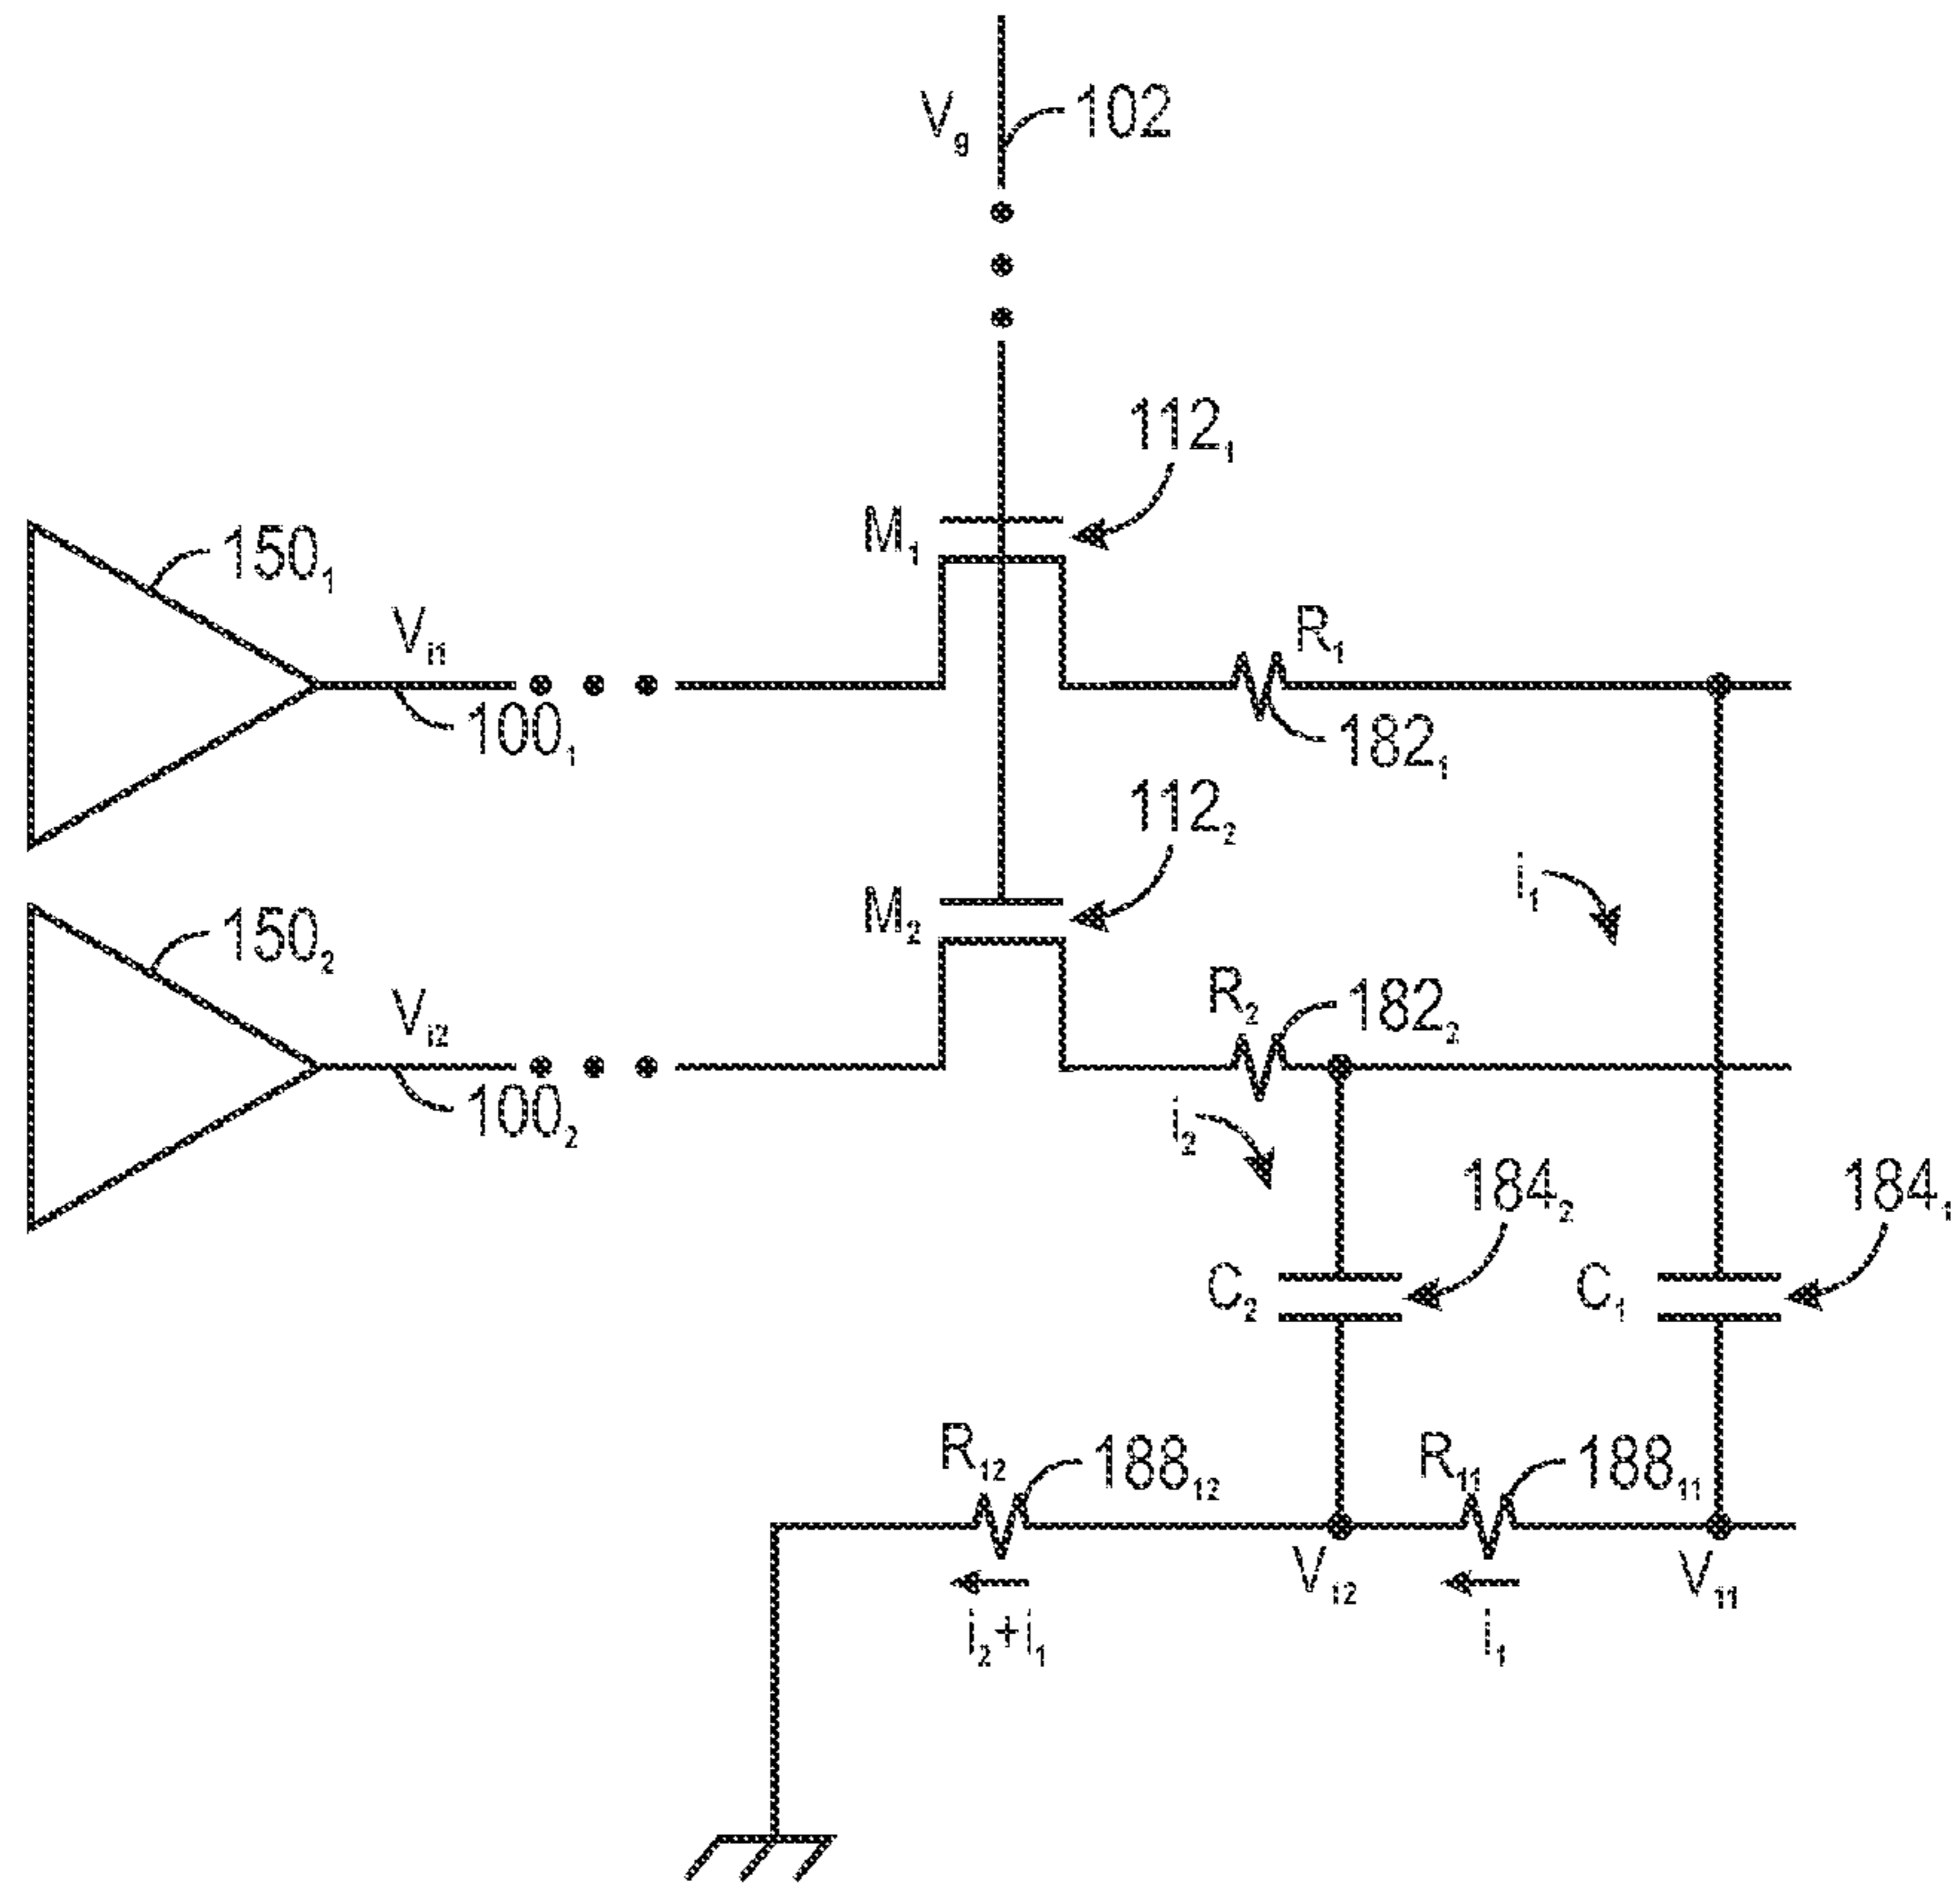 V₉ 102
112₁
M₁
150₁
Vᵢ₁
R₁
100₁
182₁
112₂
i₁
M₂
150₂
R₂
182₂
Vᵢ₂
100₂
i₂
184₂
184₁
C₂
C₁
R₁₂
188₁₂
R₁₁
188₁₁
V₁₂
V₁₁
i₂+i₁
i₁